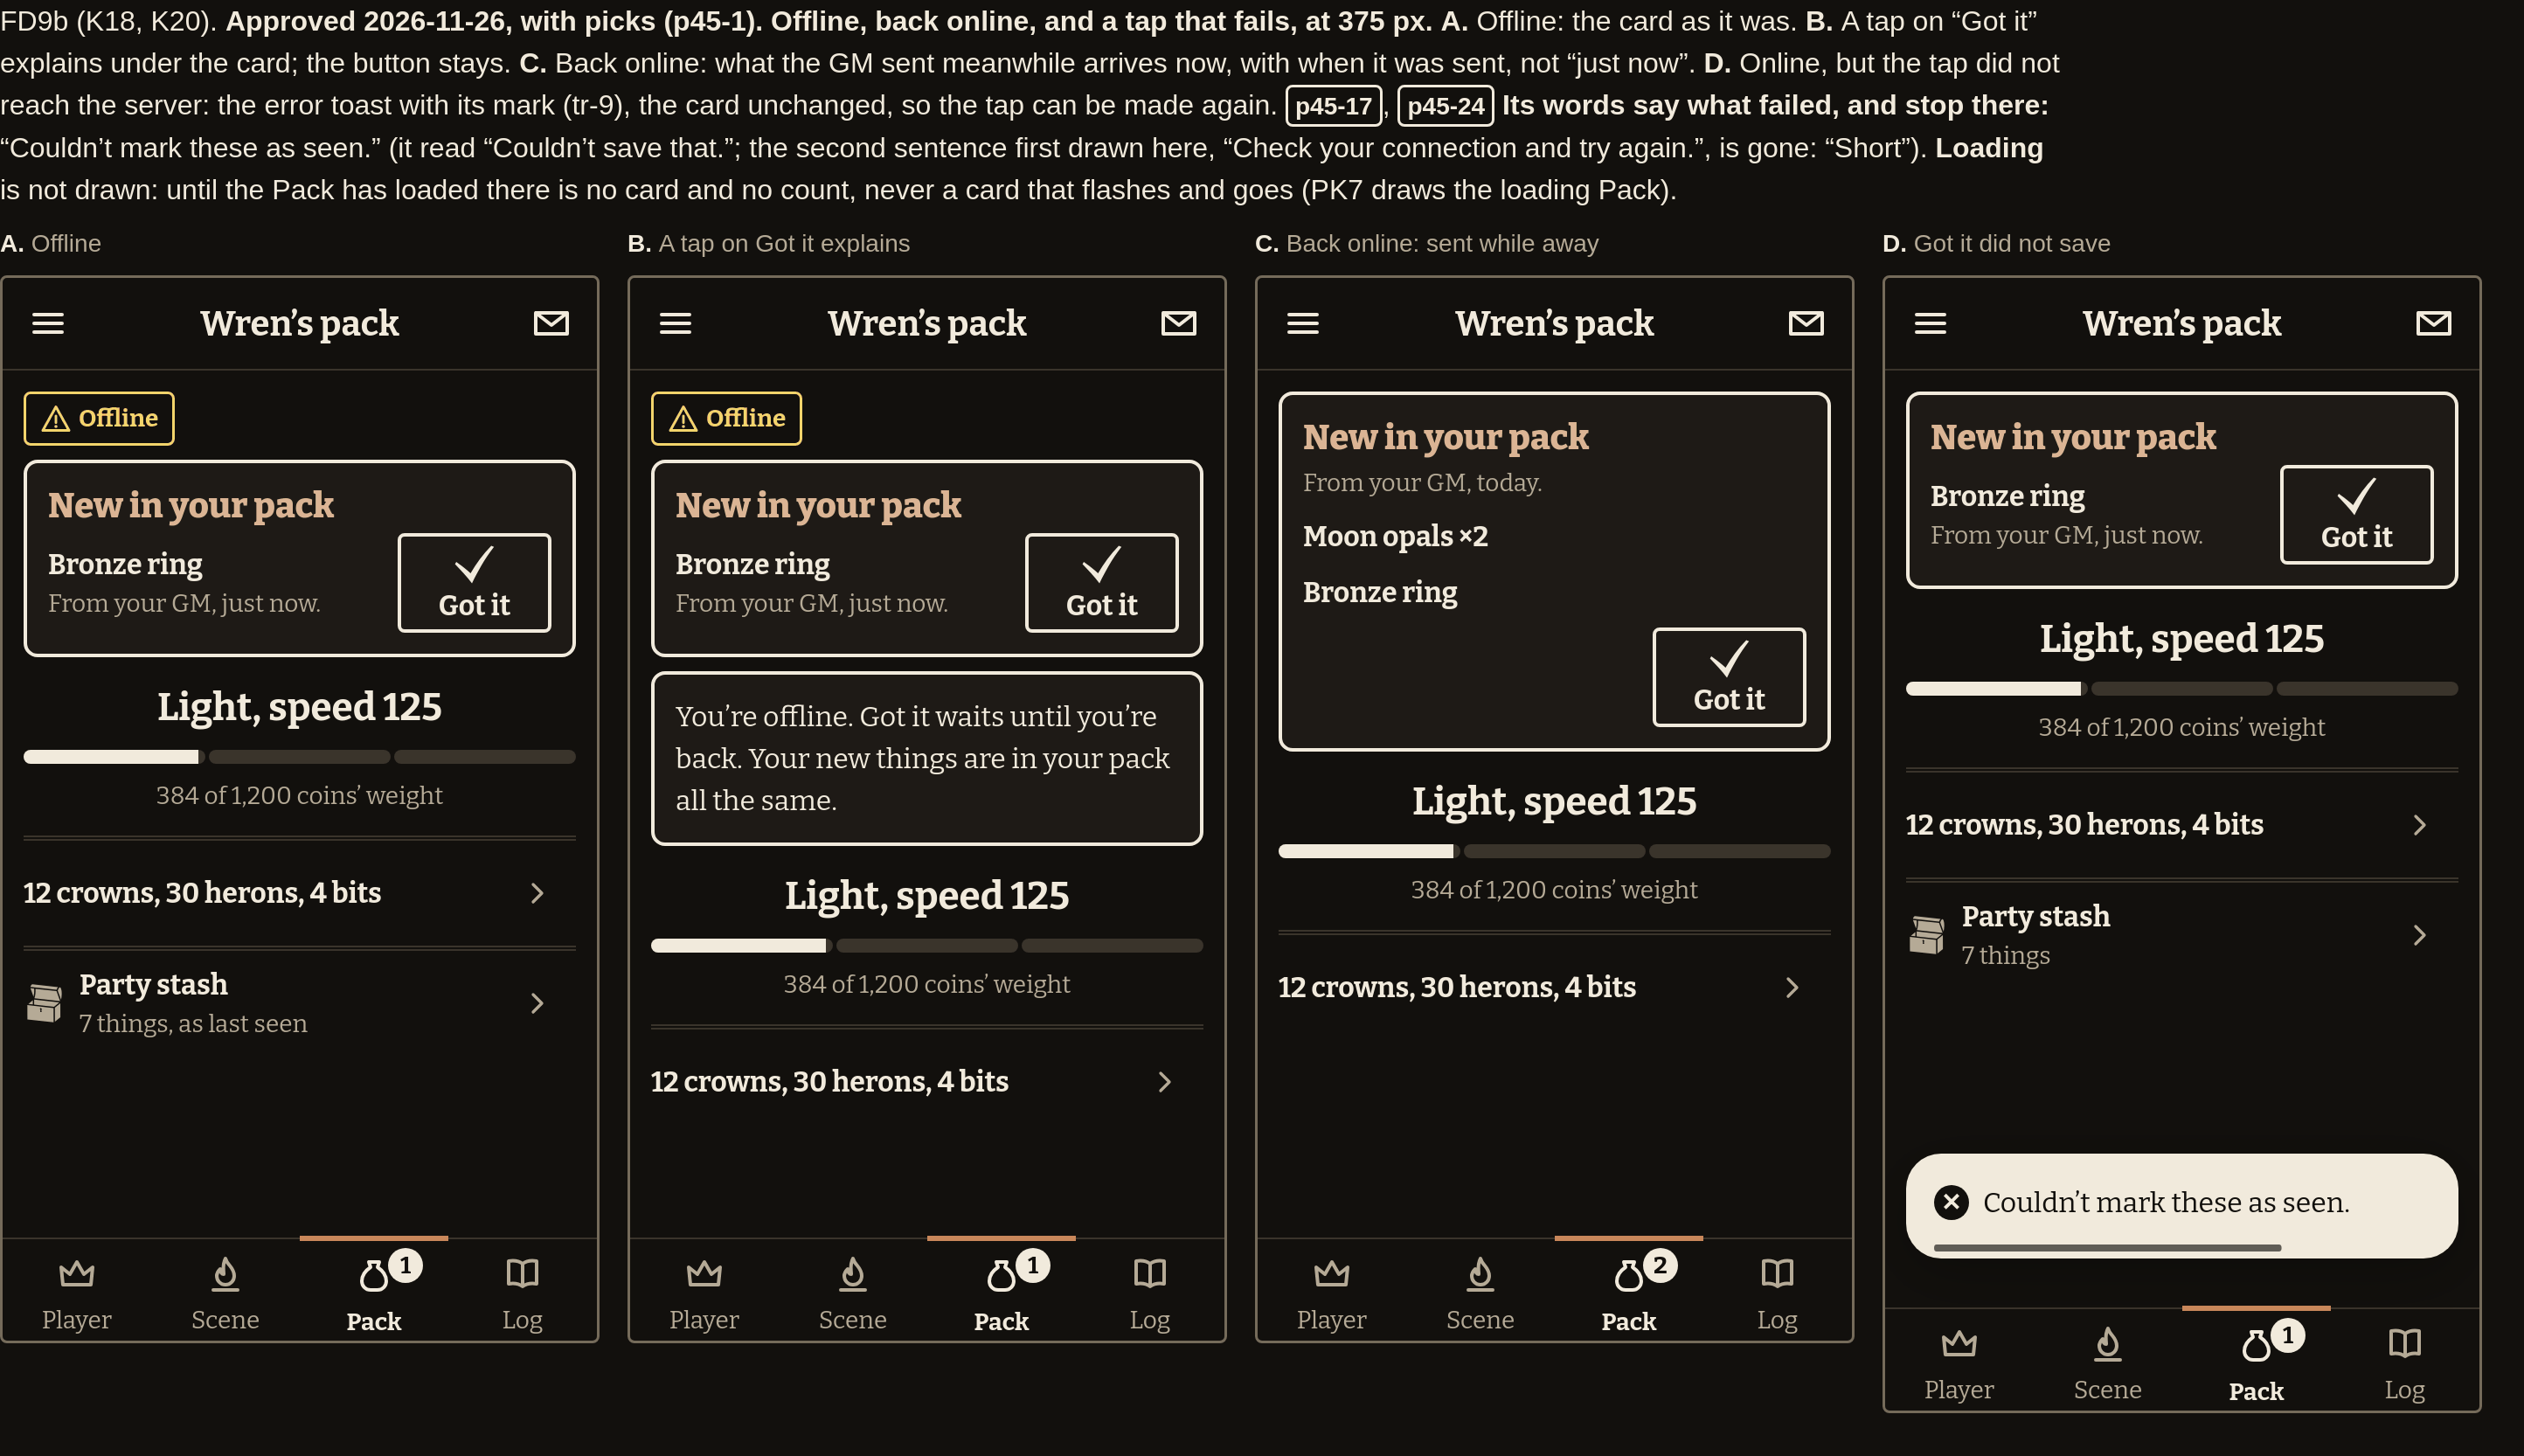 FD9b (K18, K20). Approved 2026-11-26, with picks (p45-1). Offline, back online, and a tap that fails, at 375 px. A. Offline: the card as it was. B. A tap on “Got it”
explains under the card; the button stays. C. Back online: what the GM sent meanwhile arrives now, with when it was sent, not “just now”. D. Online, but the tap did not
reach the server: the error toast with its mark (tr-9), the card unchanged, so the tap can be made again. p45-17, p45-24 Its words say what failed, and stop there:
“Couldn’t mark these as seen.” (it read “Couldn’t save that.”; the second sentence first drawn here, “Check your connection and try again.”, is gone: “Short”). Loading
is not drawn: until the Pack has loaded there is no card and no count, never a card that flashes and goes (PK7 draws the loading Pack).
A. Offline
Wren’s pack
Offline
New in your pack
Bronze ring
From your GM, just now.
Got it
Light, speed 125
384 of 1,200 coins’ weight
12 crowns, 30 herons, 4 bits
Party stash
7 things, as last seen
1
Player
Scene
Pack
Log
B. A tap on Got it explains
Wren’s pack
Offline
New in your pack
Bronze ring
From your GM, just now.
Got it
You’re offline. Got it waits until you’re
back. Your new things are in your pack
all the same.
Light, speed 125
384 of 1,200 coins’ weight
12 crowns, 30 herons, 4 bits
1
Player
Scene
Pack
Log
C. Back online: sent while away
Wren’s pack
New in your pack
From your GM, today.
Moon opals ×2
Bronze ring
Got it
Light, speed 125
384 of 1,200 coins’ weight
12 crowns, 30 herons, 4 bits
2
Player
Scene
Pack
Log
D. Got it did not save
Wren’s pack
New in your pack
Bronze ring
From your GM, just now.
Got it
Light, speed 125
384 of 1,200 coins’ weight
12 crowns, 30 herons, 4 bits
Party stash
7 things
Couldn’t mark these as seen.
1
Player
Scene
Pack
Log